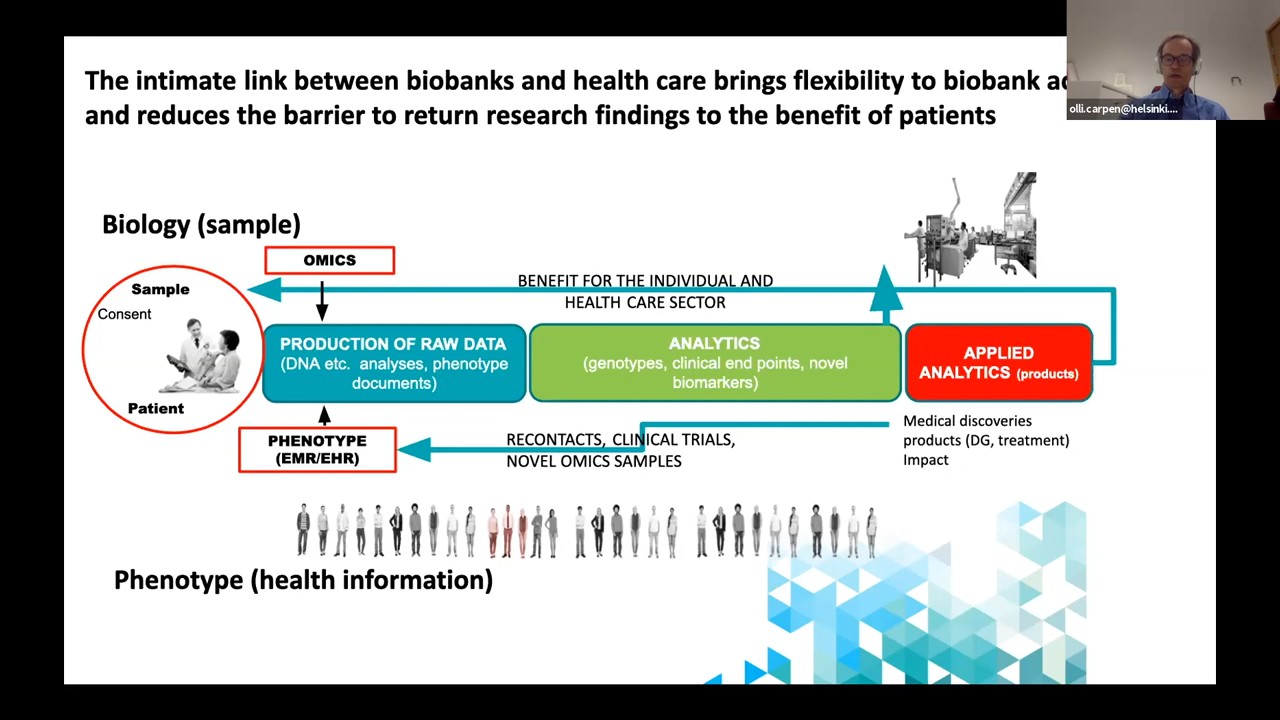 The intimate link between biobanks and health care brings flexibility to biobank
and reduces the barrier to return research findings to the benefit of patients
olli.carpen@helsinki....
Biology (sample)
OMICS
Sample
Consent
Patient
BENEFIT FOR THE INDIVIDUAL AND
HEALTH CARE SECTOR
PRODUCTION OF RAW DATA
(DNA etc. analyses, phenotype
documents)
ANALYTICS
(genotypes, clinical end points, novel
biomarkers)
APPLIED
ANALYTICS (products)
PHENOTYPE
(EMR/EHR)
RECONTACTS, CLINICAL TRIALS,
NOVEL OMICS SAMPLES
Medical discoveries
products (DG, treatment)
Impact
Phenotype (health information)